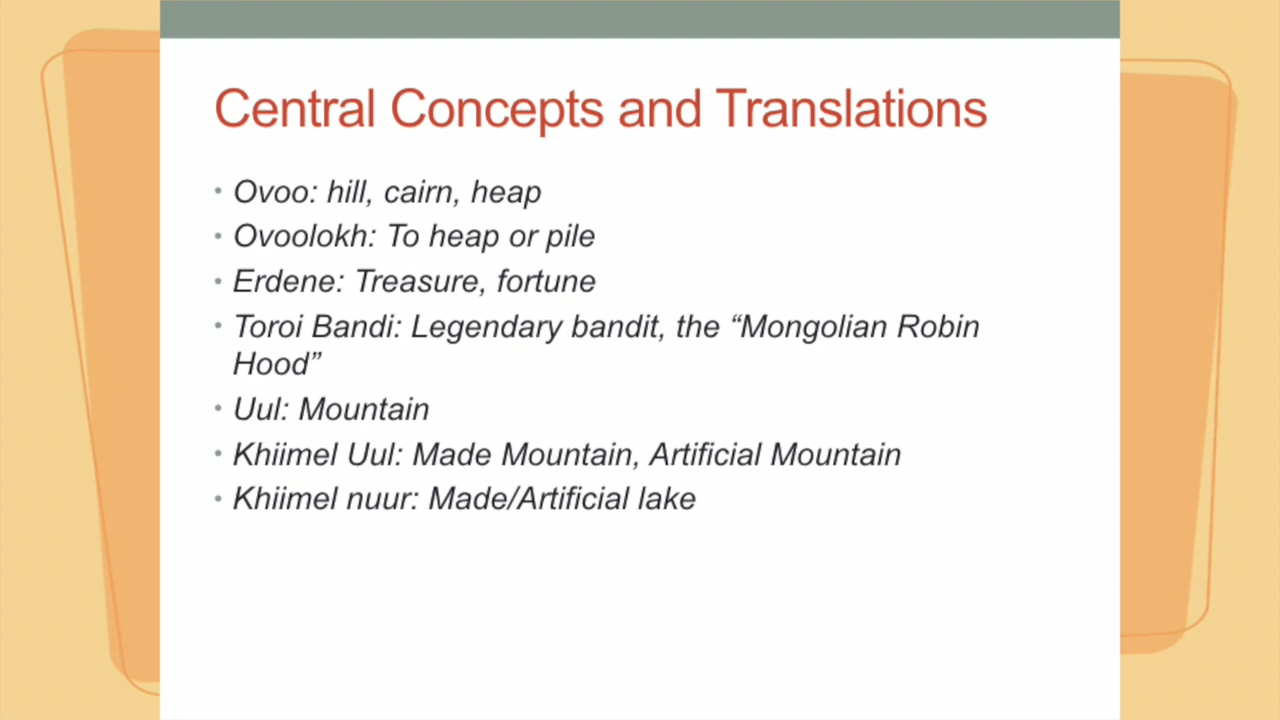 Central Concepts and Translations
• Ovoo: hill, cairn, heap
• Ovoolokh: To heap or pile
• Erdene: Treasure, fortune
• Toroi Bandi: Legendary bandit, the “Mongolian Robin
Hood”
• Uul: Mountain
• Khiimel Uul: Made Mountain, Artificial Mountain
• Khiimel nuur: Made/Artificial lake